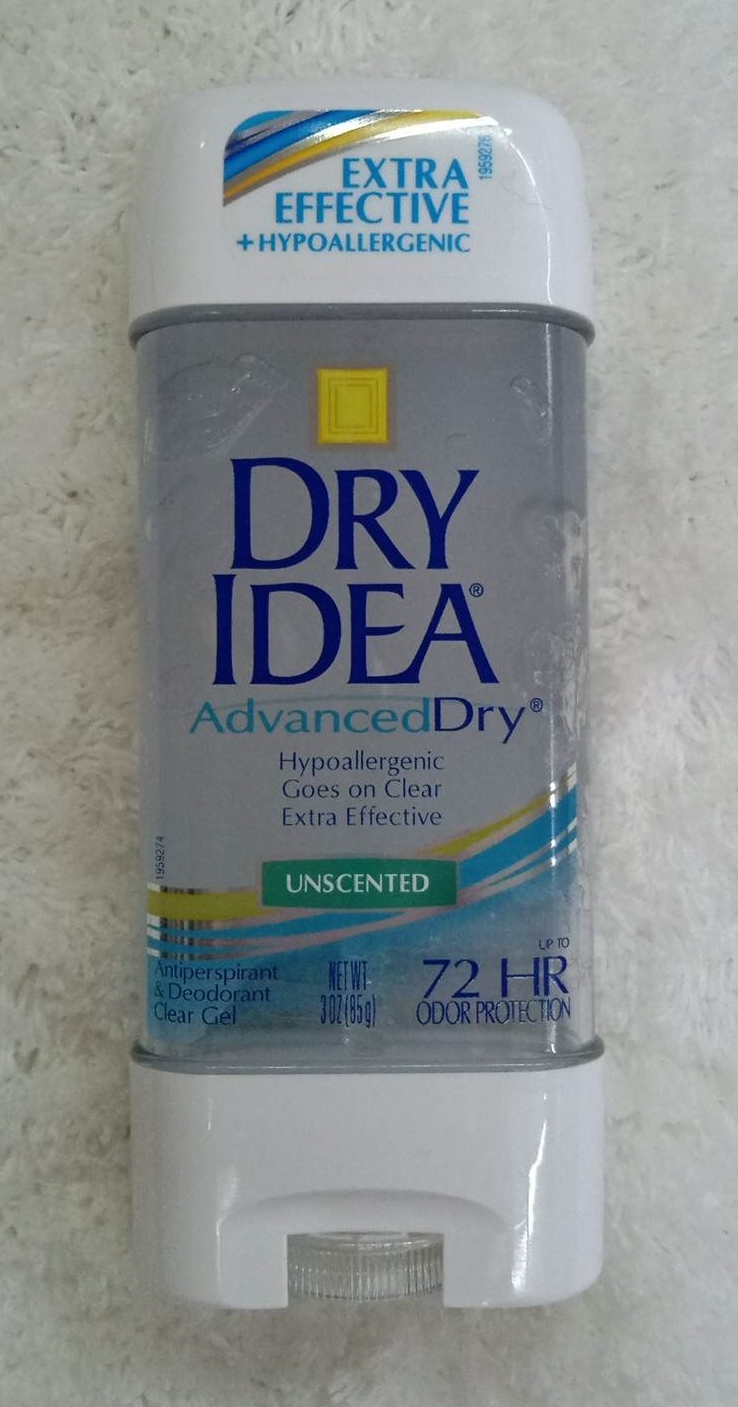 EXTRA
EFFECTIVE
+HYPOALLERGENIC
1959278
DRY
IDEA®
AdvancedDry®
Hypoallergenic
Goes on Clear
Extra Effective
1959274
UNSCENTED
Antiperspirant
& Deodorant
Clear Gel
NET WT
3 OZ (85g)
UP TO
72 HR
ODOR PROTECTION